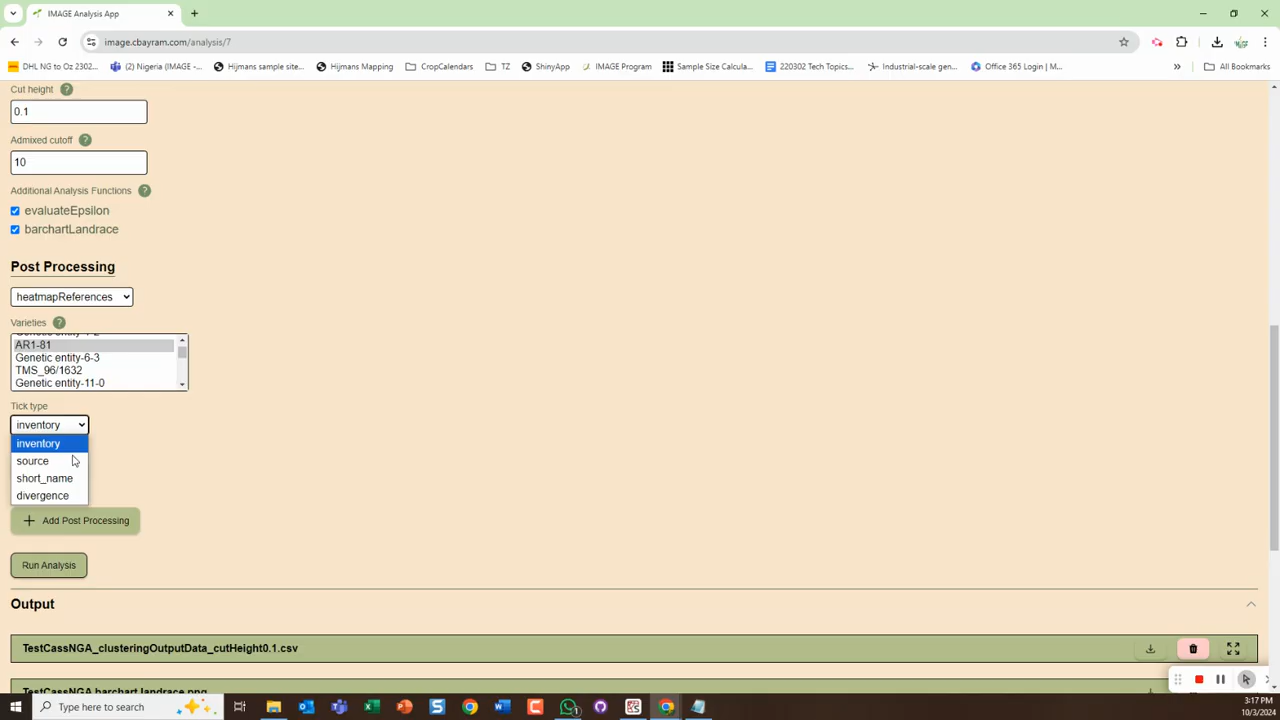 IMAGE Analysis App
image.cbayram.com/analysis/7
DHL NG to Oz 2302... (2) Nigeria (IMAGE -... Hijmans sample site... Hijmans Mapping CropCalendars TZ ShinyApp IMAGE Program Sample Size Calcula... 220302 Tech Topics... Industrial-scale gen... Office 365 Login | M... » All Bookmarks
Cut height ?
0.1
Admixed cutoff ?
10
Additional Analysis Functions ?
evaluateEpsilon
barchartLandrace
Post Processing
heatmapReferences
Varieties ?
AR1-81
Genetic entity-6-3
TMS_96/1632
Genetic entity-11-0
Tick type
inventory
inventory
source
short_name
divergence
+ Add Post Processing
Run Analysis
Output
TestCassNGA_clusteringOutputData_cutHeight0.1.csv
TestCassNGA barchart landrace.png
Type here to search
3:17 PM
10/3/2024